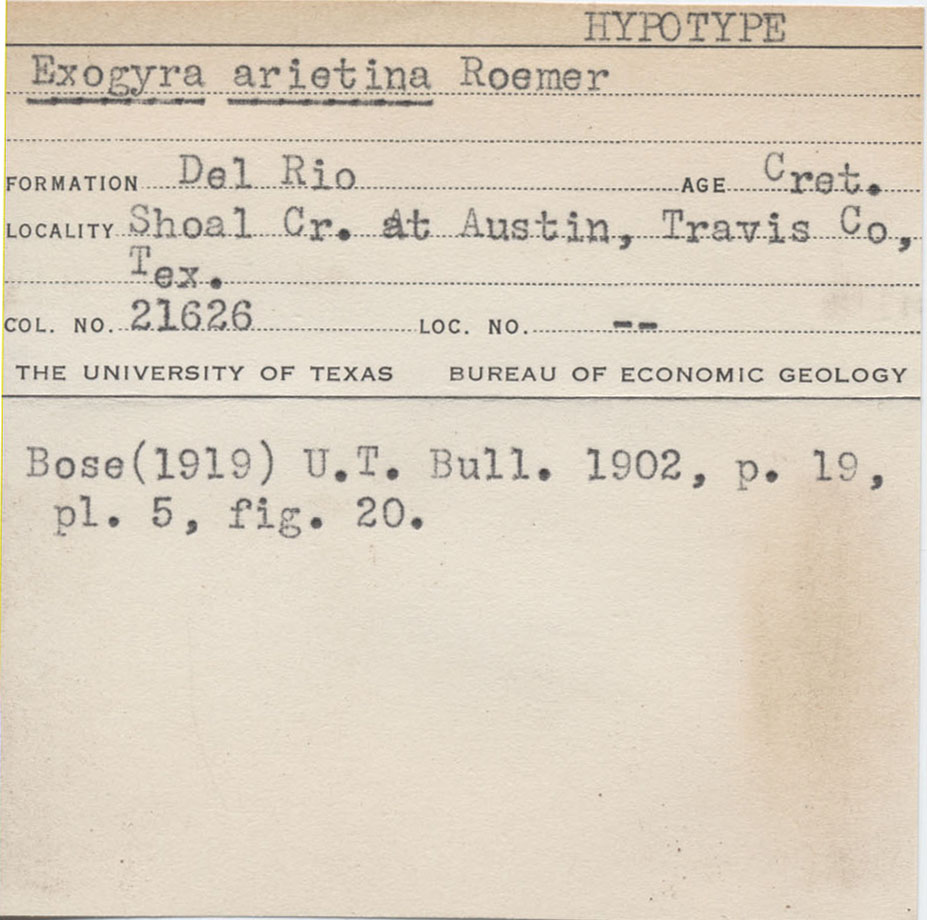 HYPOTYPE
Exogyra arietina Roemer
FORMATION Del Rio AGE Cret.
LOCALITY Shoal Cr. At Austin, Travis Co,
Tex.
COL. NO. 21626 LOC. NO. --
THE UNIVERSITY OF TEXAS BUREAU OF ECONOMIC GEOLOGY
Bose(1919) U.T. Bull. 1902, p. 19,
pl. 5, fig. 20.